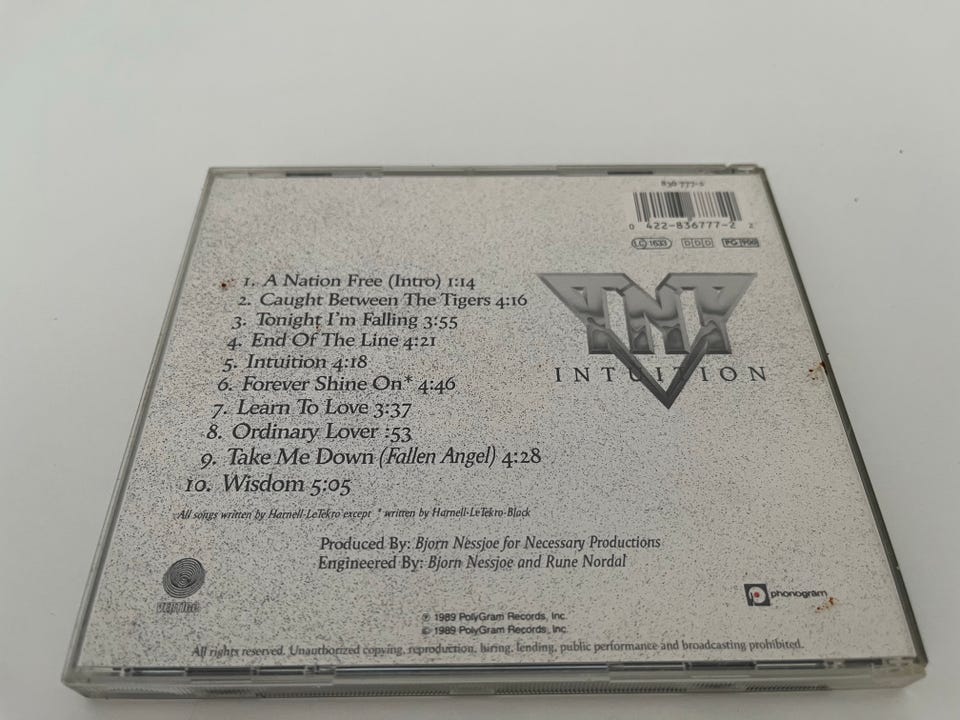 836 777-2
0 422-836777-2 2
LC 1633 DDD PG 900
1. A Nation Free (Intro) 1:14
2. Caught Between The Tigers 4:16
3. Tonight I'm Falling 3:55
4. End Of The Line 4:21
5. Intuition 4:18
6. Forever Shine On* 4:46
7. Learn To Love 3:37
8. Ordinary Lover :53
9. Take Me Down (Fallen Angel) 4:28
10. Wisdom 5:05
TNT
INTUITION
All songs written by Harnell-LeTekro except * written by Harnell-LeTekro-Black
Produced By: Bjorn Nessjoe for Necessary Productions
Engineered By: Bjorn Nessjoe and Rune Nordal
VERTIGO
phonogram
℗ 1989 PolyGram Records, Inc.
© 1989 PolyGram Records, Inc.
All rights reserved. Unauthorized copying, reproduction, hiring, lending, public performance and broadcasting prohibited.